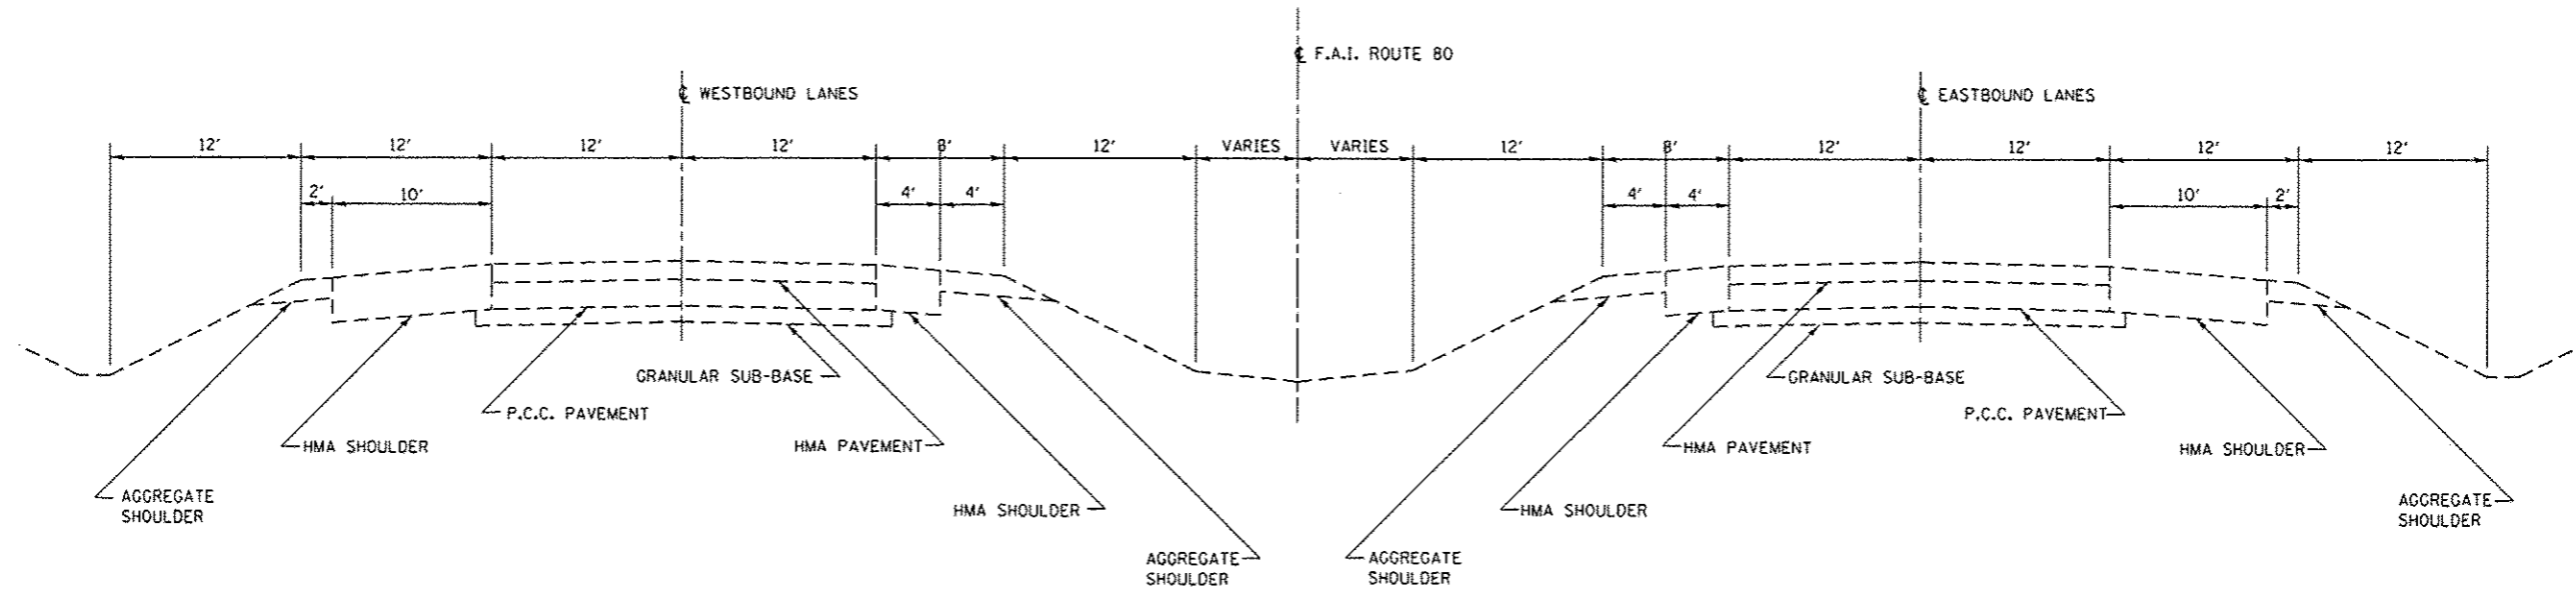 ℄ F.A.I. ROUTE 80
℄ WESTBOUND LANES
℄ EASTBOUND LANES
12' 12' 12' 12' 8' 12' VARIES VARIES 12' 8' 12' 12' 12' 12'
2' 10' 4' 4' 4' 4' 10' 2'
GRANULAR SUB-BASE
GRANULAR SUB-BASE
P.C.C. PAVEMENT
P.C.C. PAVEMENT
HMA SHOULDER
HMA PAVEMENT
HMA PAVEMENT
HMA SHOULDER
AGGREGATE
SHOULDER
HMA SHOULDER
HMA SHOULDER
AGGREGATE
SHOULDER
AGGREGATE
SHOULDER
AGGREGATE
SHOULDER